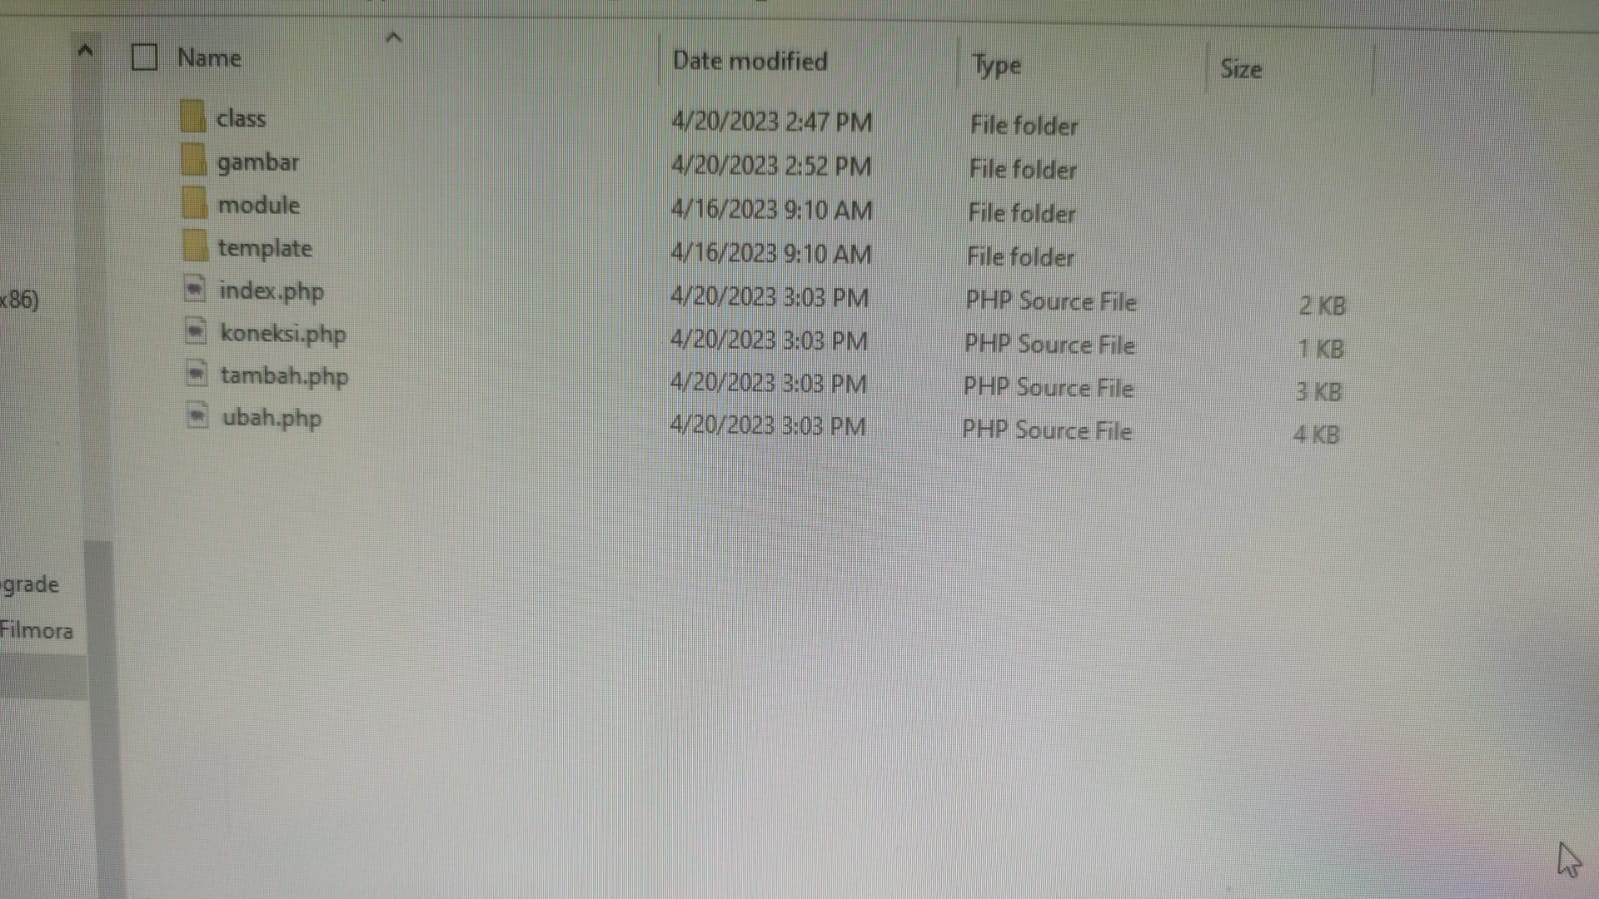 Name Date modified Type Size
class 4/20/2023 2:47 PM File folder
gambar 4/20/2023 2:52 PM File folder
module 4/16/2023 9:10 AM File folder
template 4/16/2023 9:10 AM File folder
index.php 4/20/2023 3:03 PM PHP Source File 2 KB
x86)
koneksi.php 4/20/2023 3:03 PM PHP Source File 1 KB
tambah.php 4/20/2023 3:03 PM PHP Source File 3 KB
ubah.php 4/20/2023 3:03 PM PHP Source File 4 KB
grade
Filmora